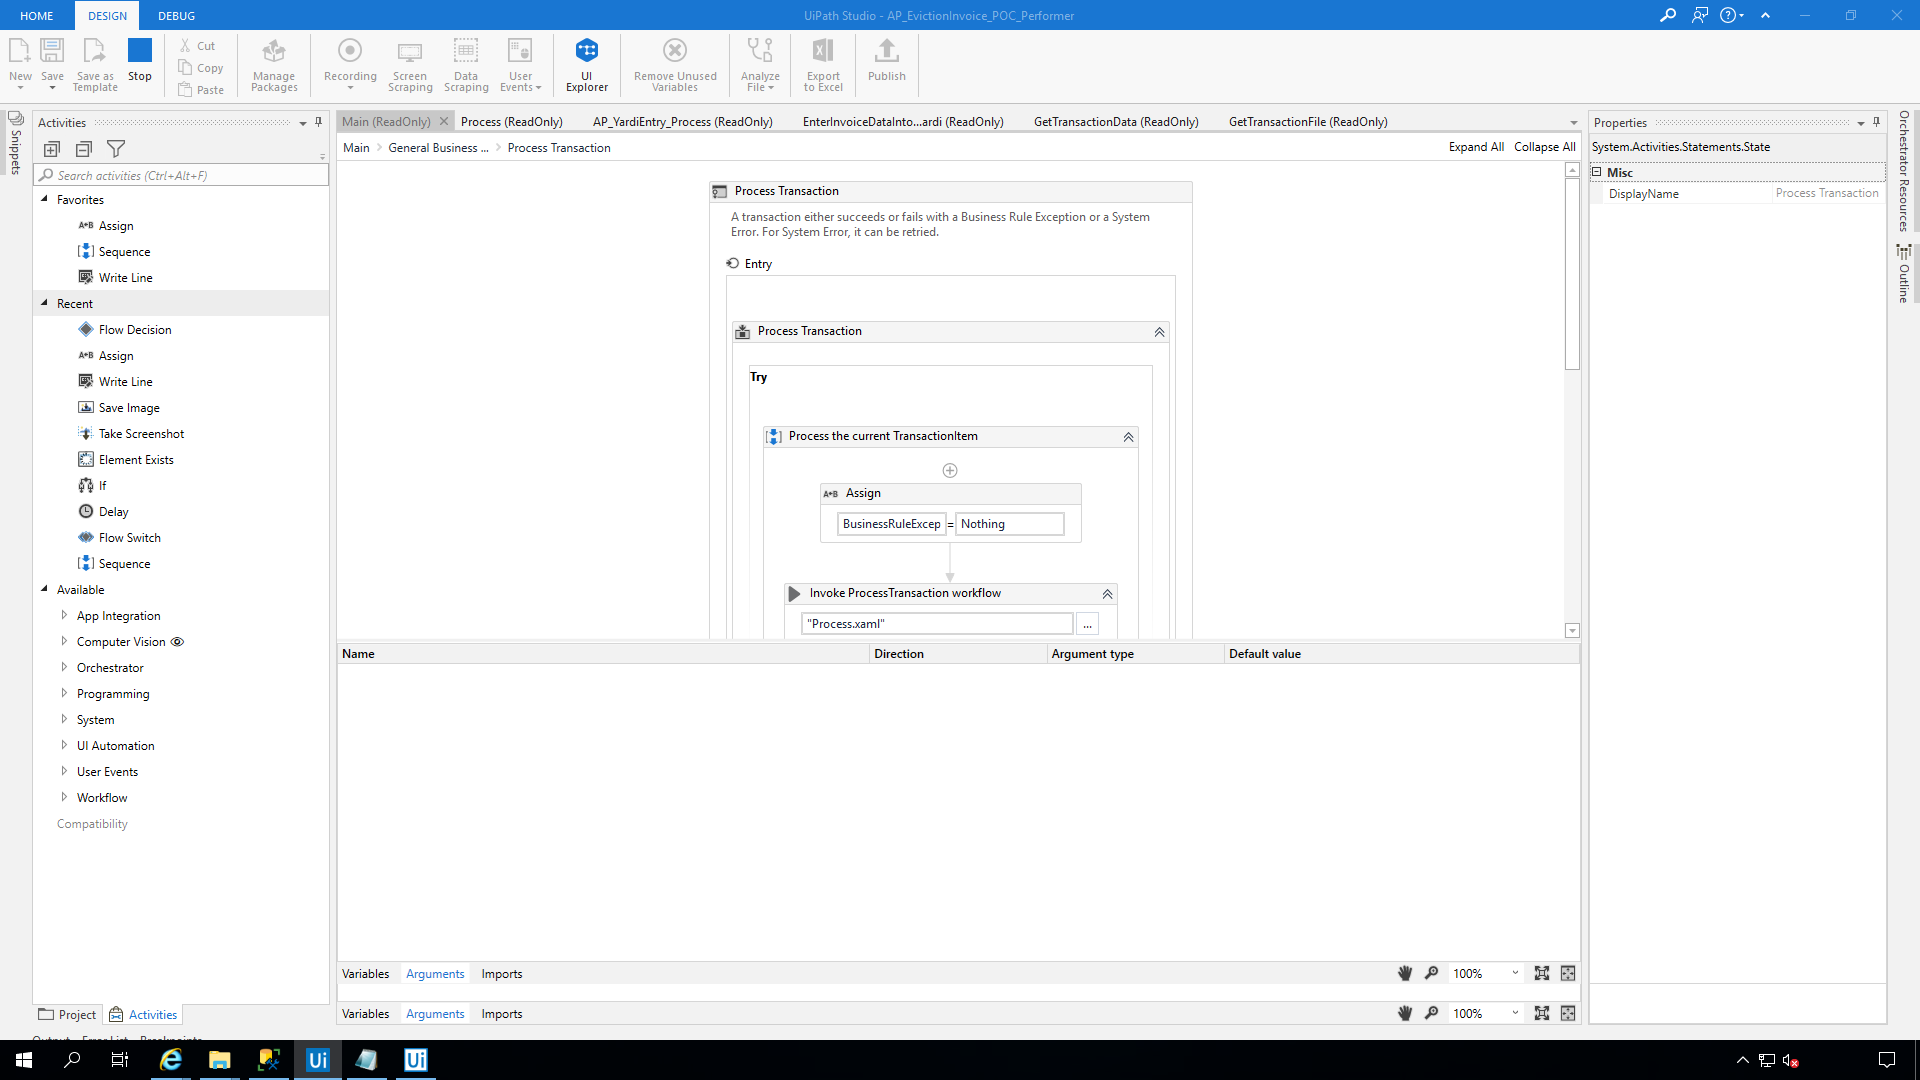 HOME DESIGN DEBUG UiPath Studio - AP_EvictionInvoice_POC_Performer
New Save Save as Template Stop Cut Copy Paste Manage Packages Recording Screen Scraping Data Scraping User Events UI Explorer Remove Unused Variables Analyze File Export to Excel Publish
Snippets
Activities
Search activities (Ctrl+Alt+F)
Favorites
Assign
Sequence
Write Line
Recent
Flow Decision
Assign
Write Line
Save Image
Take Screenshot
Element Exists
If
Delay
Flow Switch
Sequence
Available
App Integration
Computer Vision
Orchestrator
Programming
System
UI Automation
User Events
Workflow
Compatibility
Project Activities
Main (ReadOnly) Process (ReadOnly) AP_YardiEntry_Process (ReadOnly) EnterInvoiceDataInto...ardi (ReadOnly) GetTransactionData (ReadOnly) GetTransactionFile (ReadOnly)
Main General Business ... Process Transaction Expand All Collapse All
Process Transaction
A transaction either succeeds or fails with a Business Rule Exception or a System
Error. For System Error, it can be retried.
Entry
Process Transaction
Try
Process the current TransactionItem
A+B Assign
BusinessRuleExcep = Nothing
Invoke ProcessTransaction workflow
"Process.xaml" ...
Name Direction Argument type Default value
Variables Arguments Imports 100%
Variables Arguments Imports 100%
Output Error List Breakpoints
Properties
System.Activities.Statements.State
Misc
DisplayName Process Transaction
Orchestrator Resources
Outline
Ui Ui